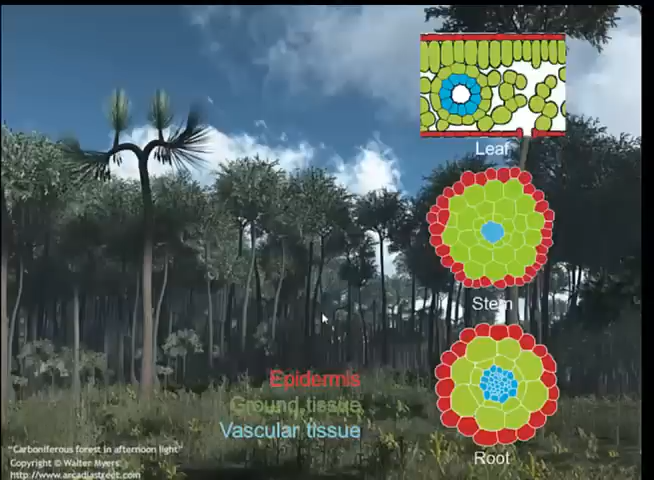 Leaf
Stem
Epidermis
Ground tissue
Vascular tissue
Root
"Carboniferous forest in afternoon light"
Copyright © Walter Myers
http://www.arcadiastreet.com